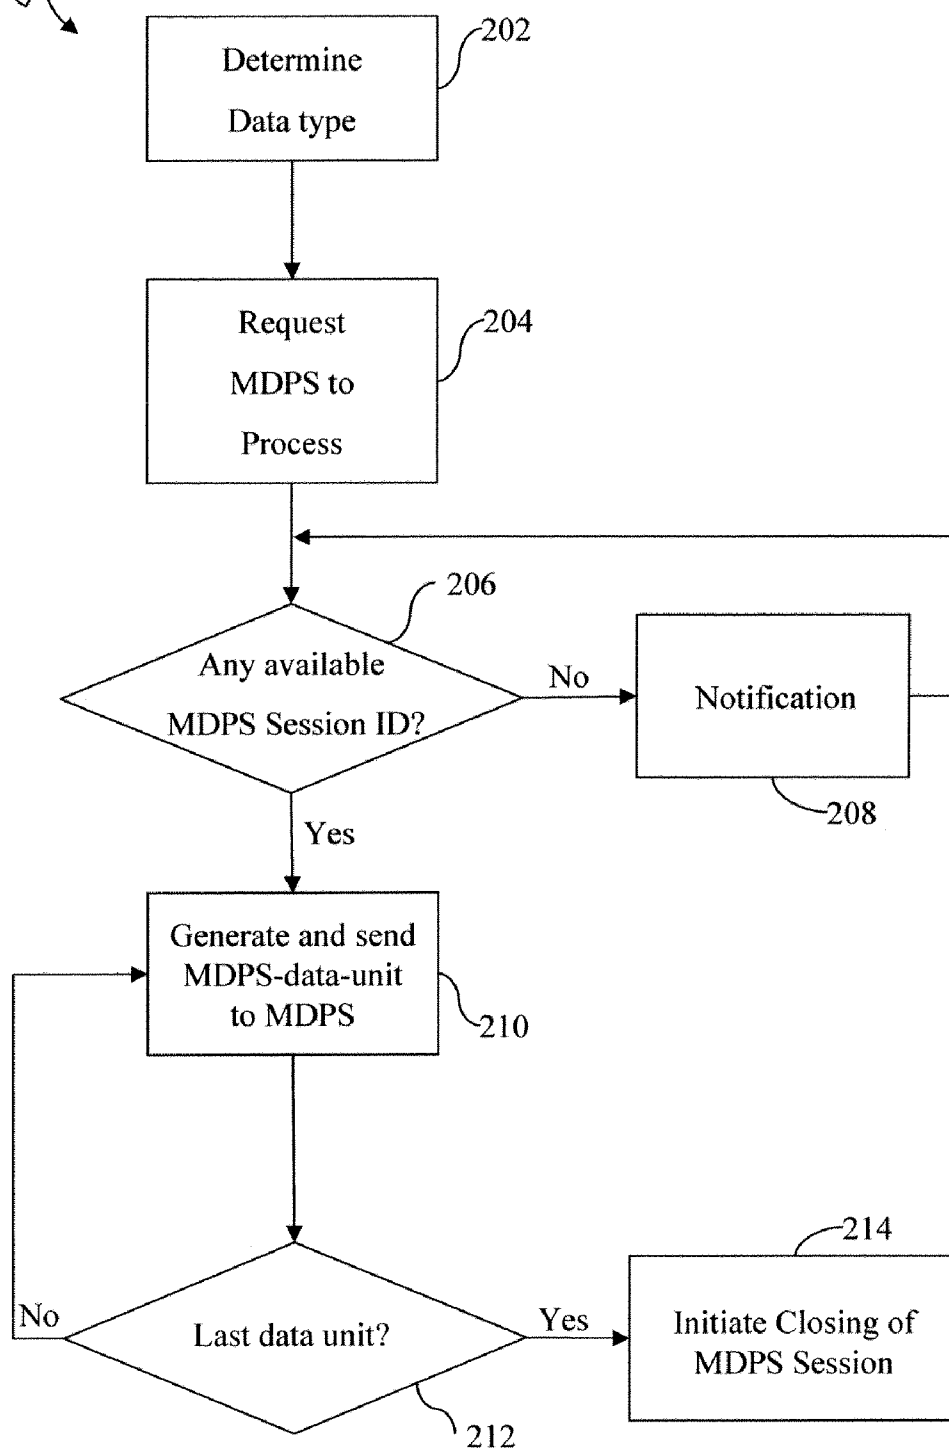 202
Determine
Data type
204
Request
MDPS to
Process
206
Any available
MDPS Session ID?
No
Notification
208
Yes
Generate and send
MDPS-data-unit
to MDPS
210
214
No
Last data unit?
Yes
Initiate Closing of
MDPS Session
212